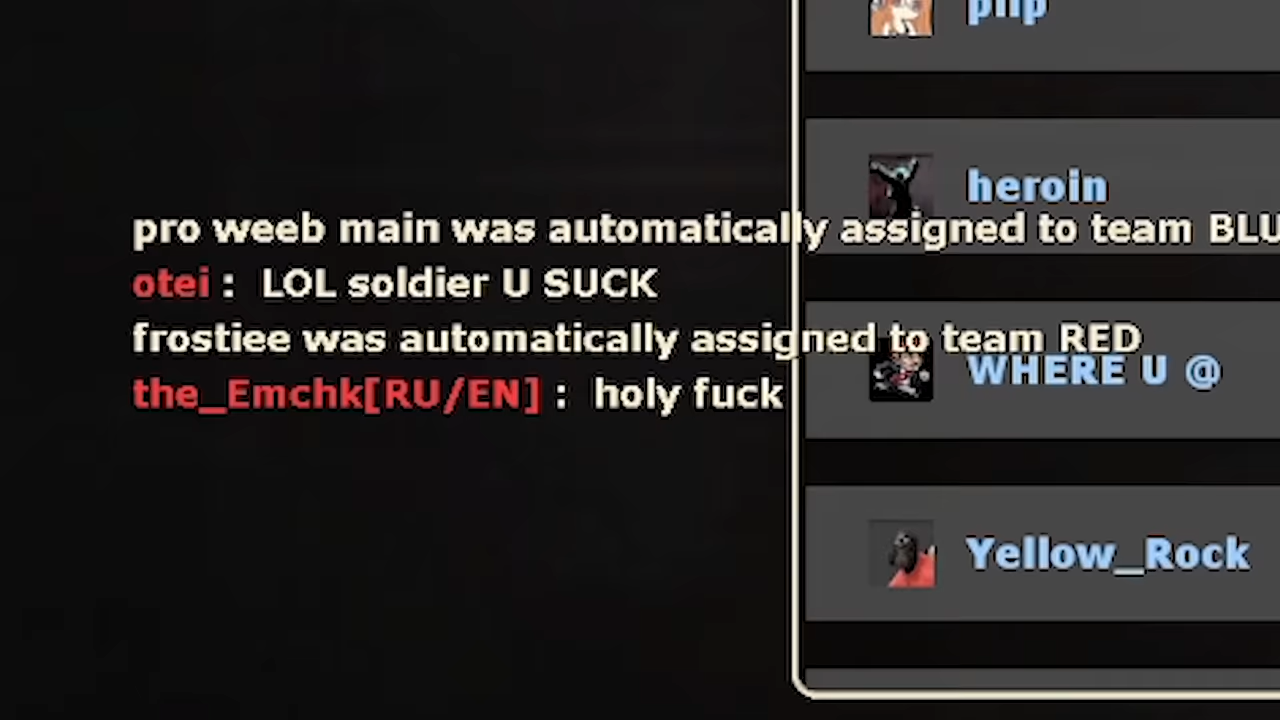 heroin
pro weeb main was automatically assigned to team BLU
otei :  LOL soldier U SUCK
frostiee was automatically assigned to team RED
WHERE U @
the_Emchk[RU/EN] :  holy fuck
Yellow_Rock